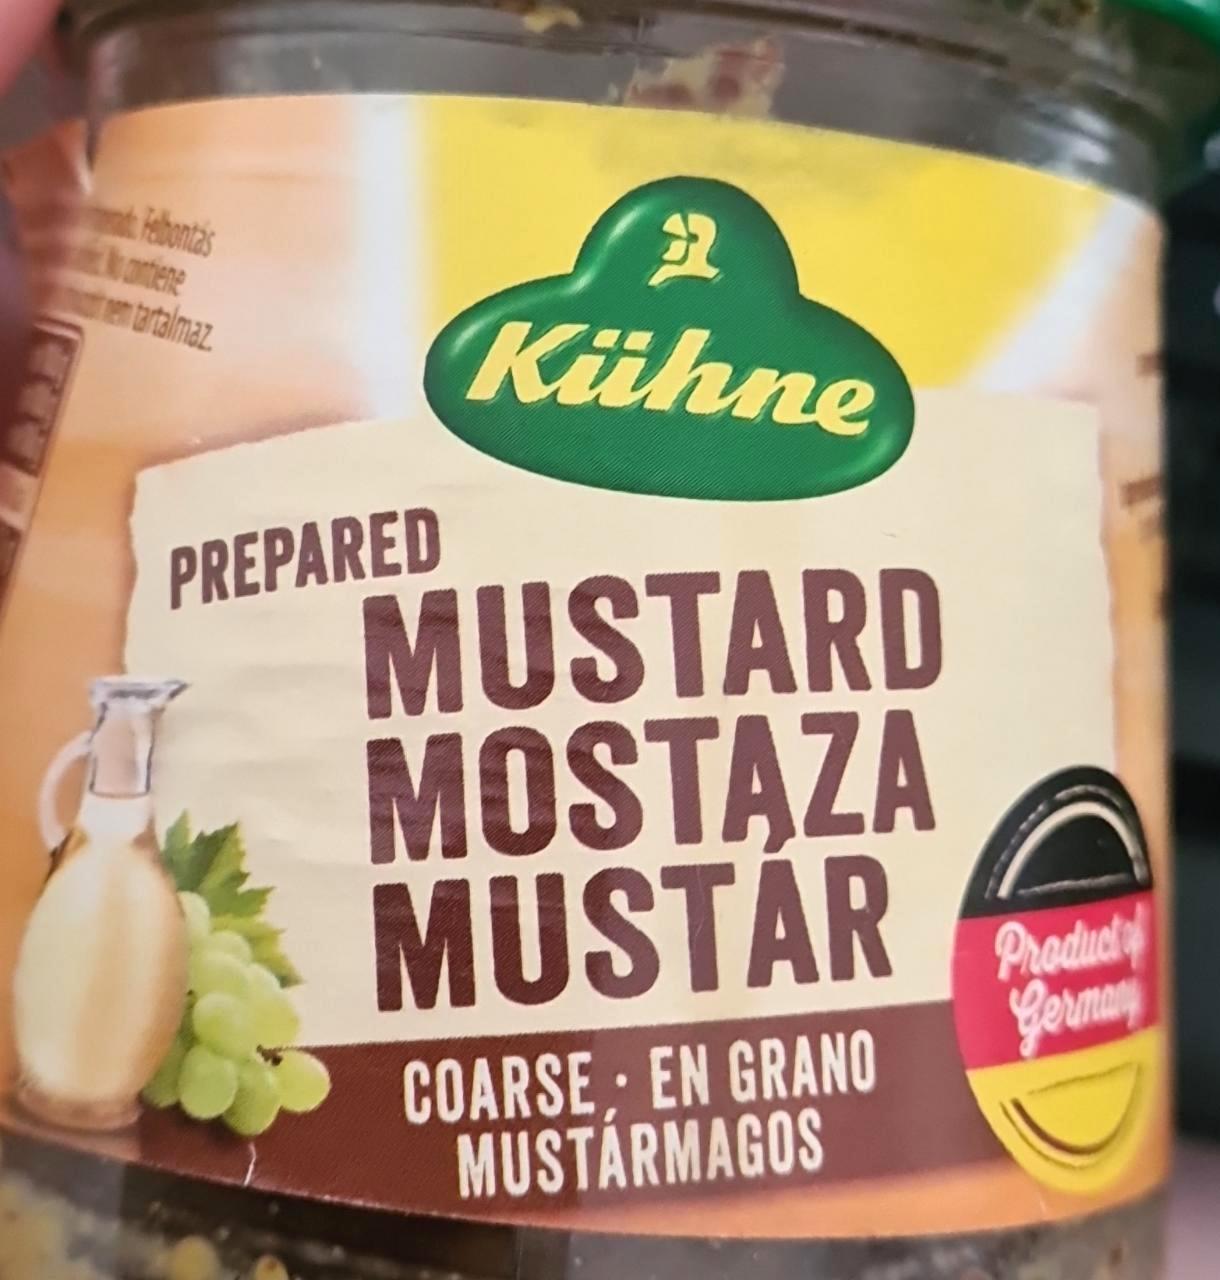 Felbontás
No contiene
nem tartalmaz.
Kühne
PREPARED
MUSTARD
MOSTAZA
MUSTÁR
COARSE · EN GRANO
MUSTÁRMAGOS
Product of
Germany